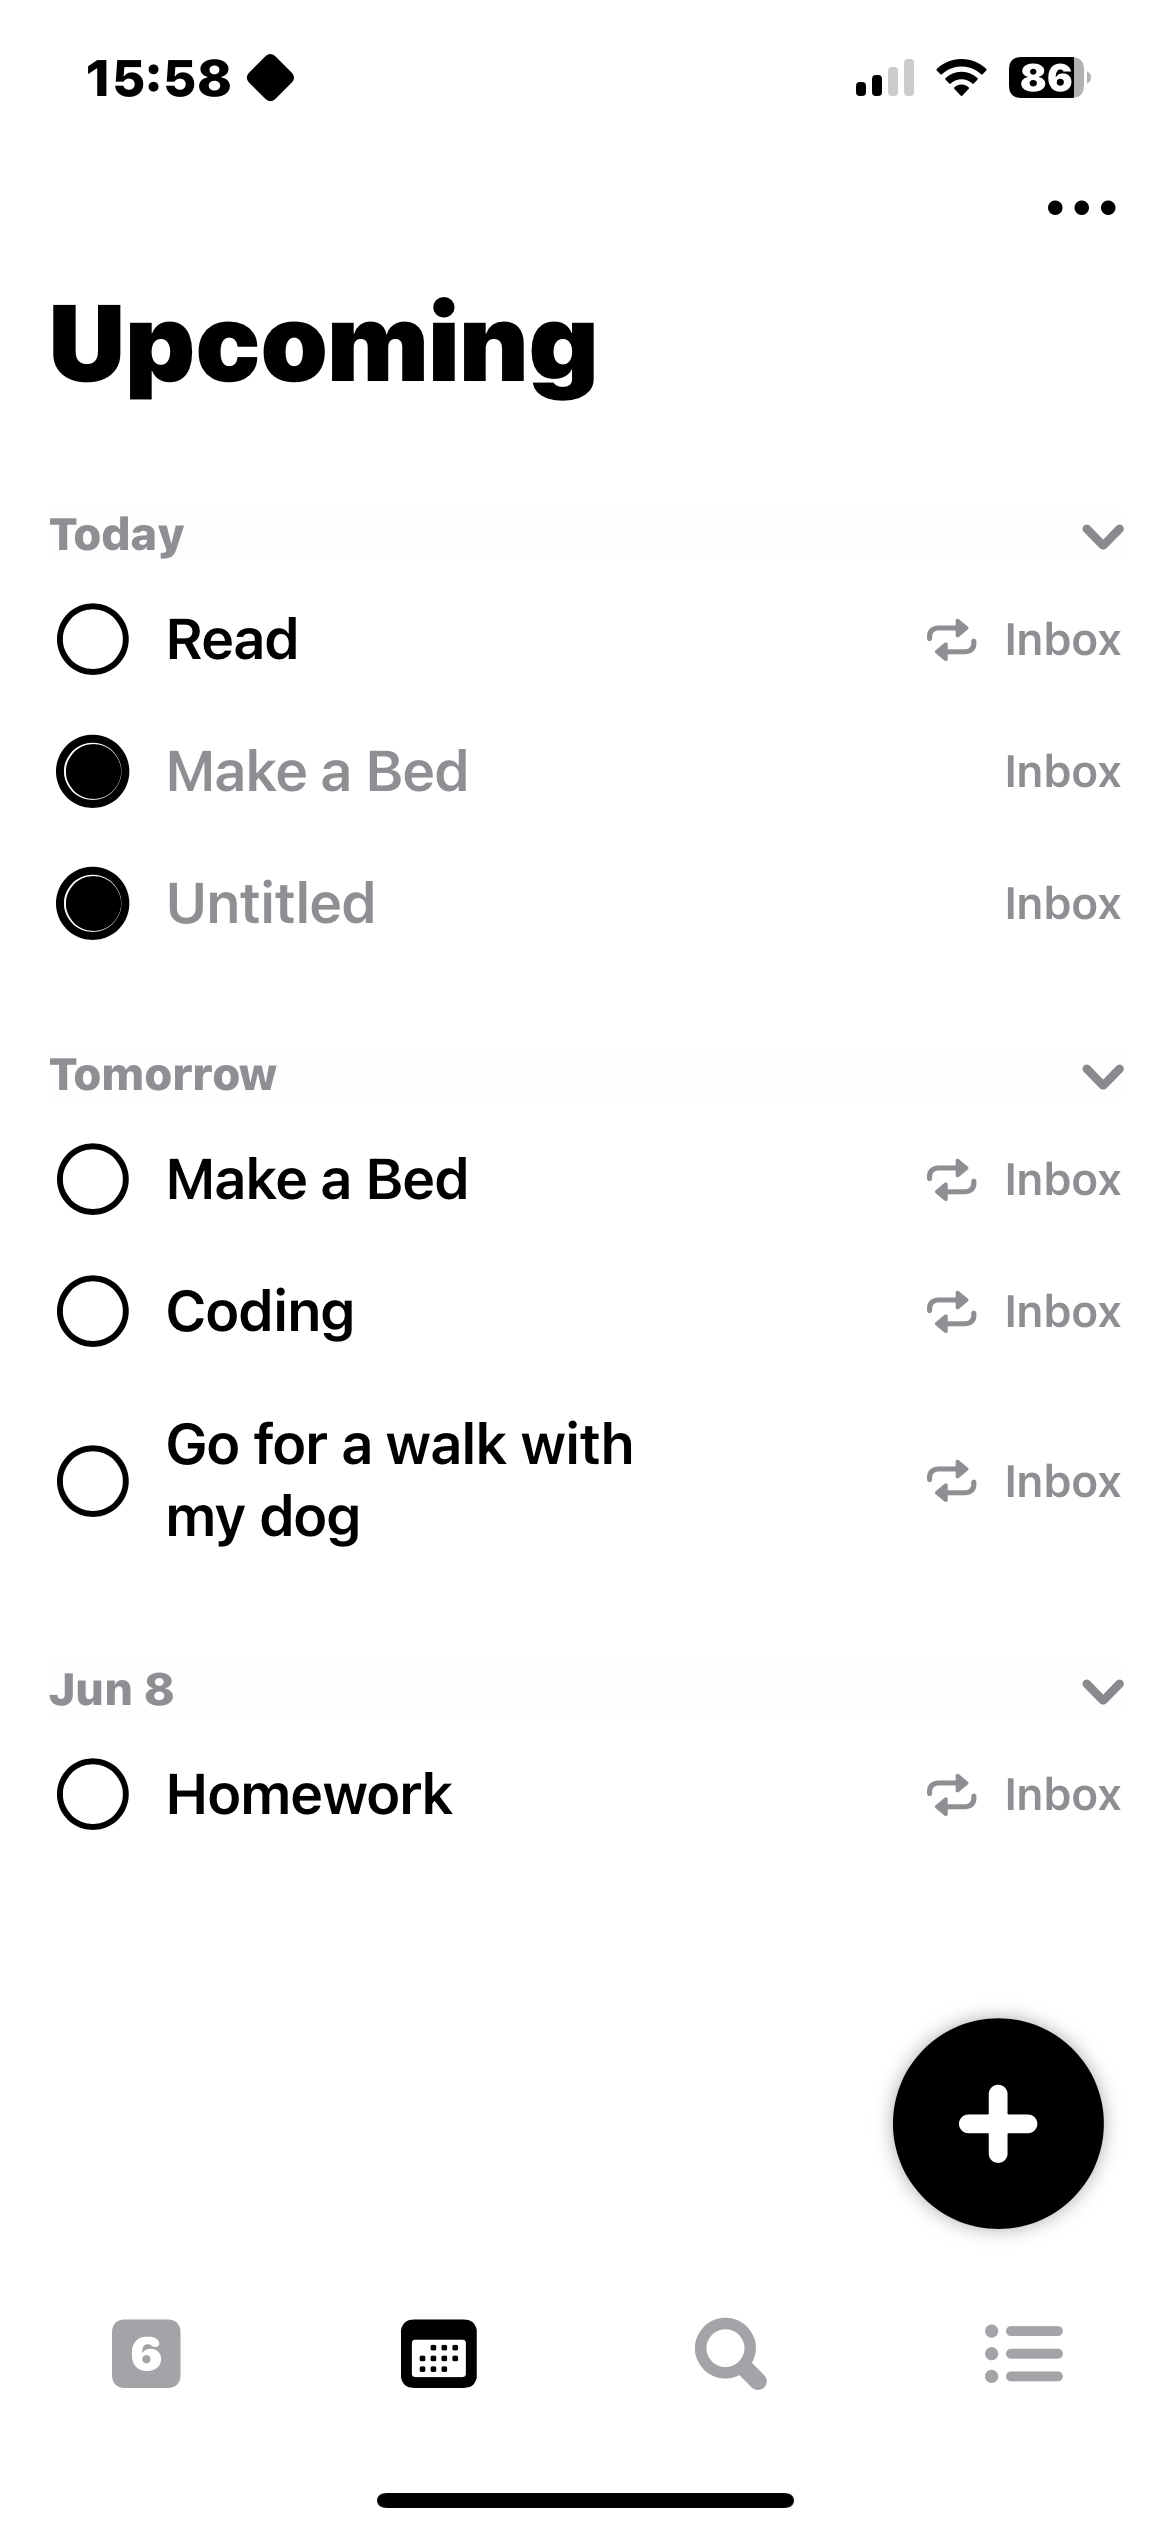 15:58
86
Upcoming
Today
Read Inbox
Make a Bed Inbox
Untitled Inbox
Tomorrow
Make a Bed Inbox
Coding Inbox
Go for a walk with
my dog Inbox
Jun 8
Homework Inbox
6